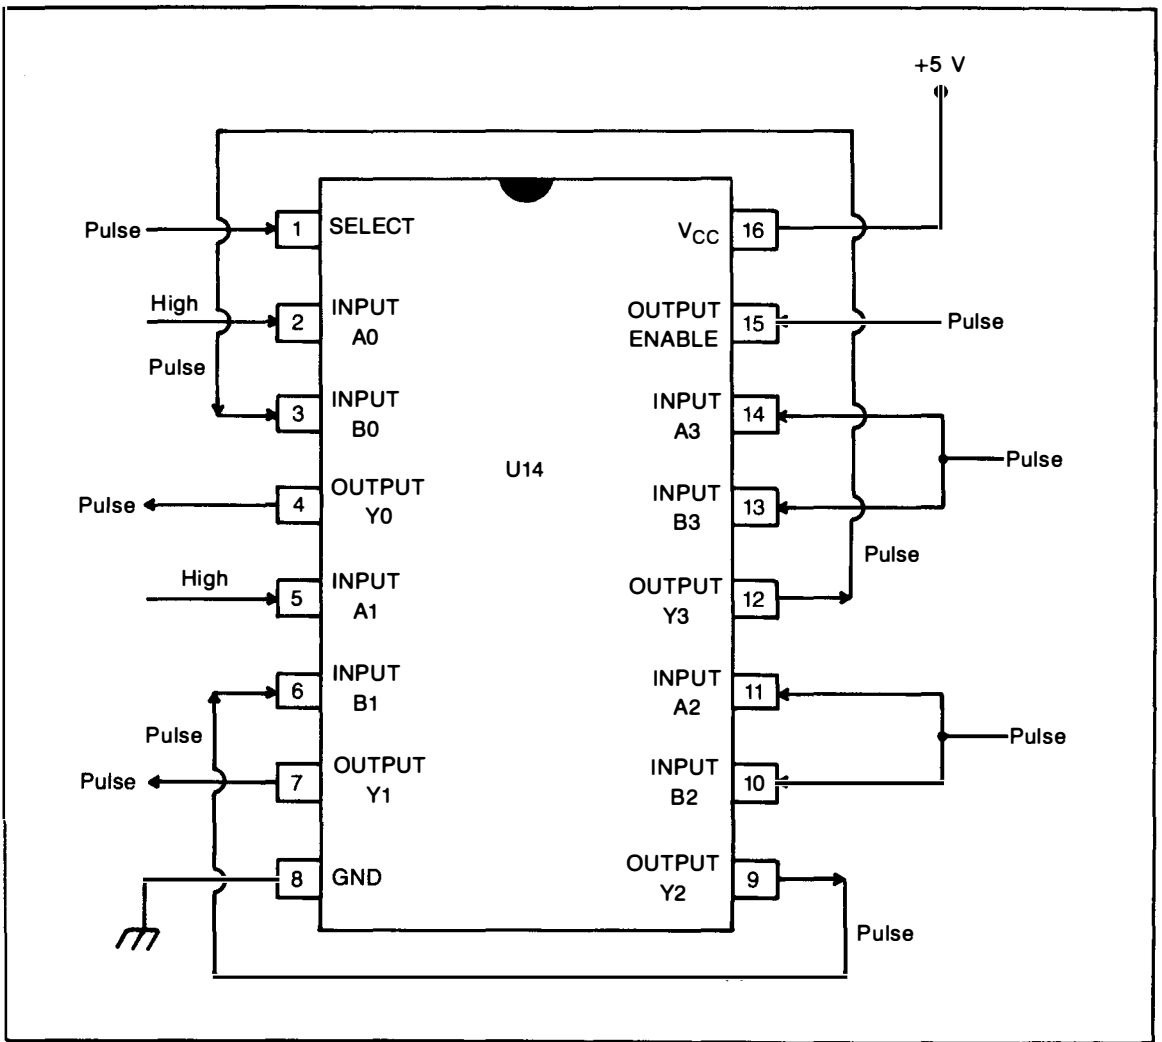 +5 V
Pulse
1
SELECT
VCC
16
High
2
INPUT
A0
OUTPUT
ENABLE
15
Pulse
Pulse
3
INPUT
B0
INPUT
A3
14
U14
Pulse
Pulse
4
OUTPUT
Y0
INPUT
B3
13
Pulse
High
5
INPUT
A1
OUTPUT
Y3
12
6
INPUT
B1
INPUT
A2
11
Pulse
Pulse
Pulse
7
OUTPUT
Y1
INPUT
B2
10
8
GND
OUTPUT
Y2
9
Pulse